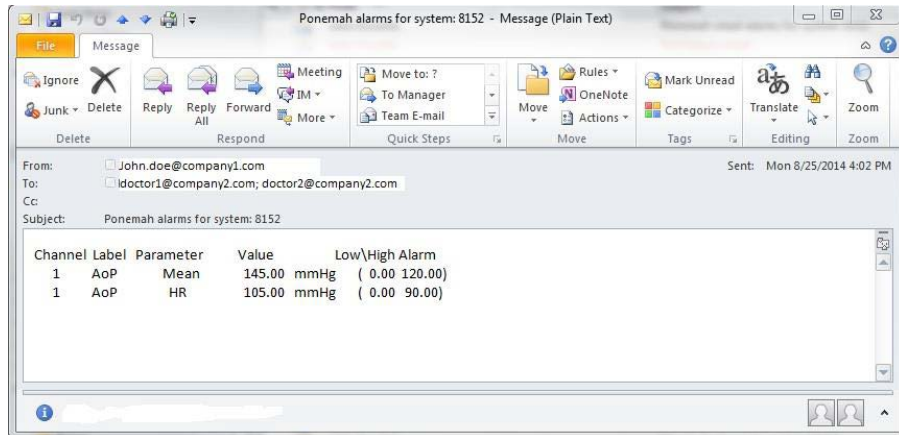 Ponemah alarms for system: 8152 - Message (Plain Text)
File Message
Ignore
Junk
Delete
Reply
Reply All
Forward
Meeting
IM
More
Move to: ?
To Manager
Team E-mail
Move
Rules
OneNote
Actions
Mark Unread
Categorize
Translate
Zoom
Delete Respond Quick Steps Move Tags Editing Zoom
From: John.doe@company1.com Sent: Mon 8/25/2014 4:02 PM
To: doctor1@company2.com; doctor2@company2.com
Cc:
Subject: Ponemah alarms for system: 8152
Channel Label Parameter Value Low\High Alarm
1 AoP Mean 145.00 mmHg ( 0.00 120.00)
1 AoP HR 105.00 mmHg ( 0.00 90.00)